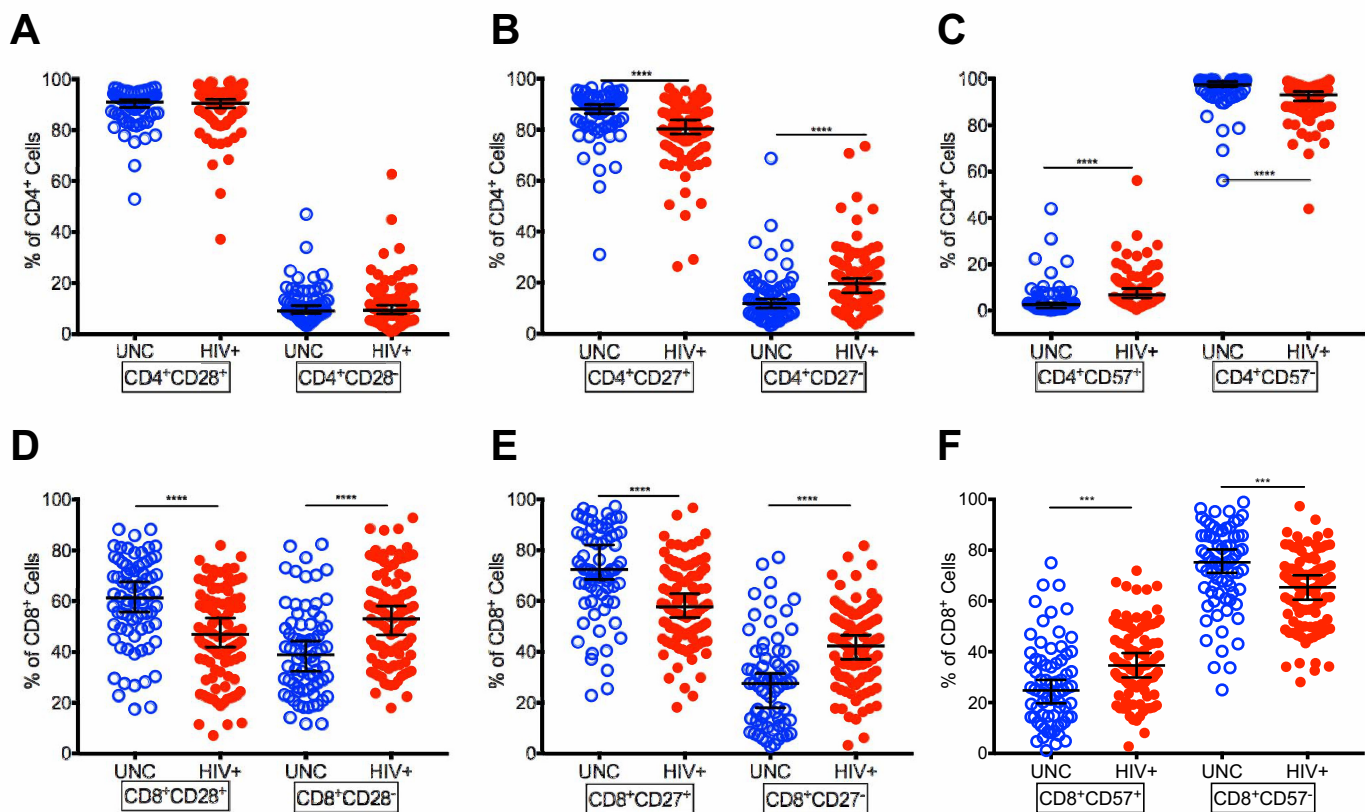 A
B
C
% of CD4⁺ Cells
100
80
60
40
20
0
UNC
HIV+
UNC
HIV+
CD4⁺CD28⁺
CD4⁺CD28⁻
% of CD4⁺ Cells
100
80
60
40
20
0
****
****
UNC
HIV+
UNC
HIV+
CD4⁺CD27⁺
CD4⁺CD27⁻
% of CD4⁺ Cells
100
80
60
40
20
0
****
****
UNC
HIV+
UNC
HIV+
CD4⁺CD57⁺
CD4⁺CD57⁻
D
E
F
% of CD8⁺ Cells
100
80
60
40
20
0
****
****
UNC
HIV+
UNC
HIV+
CD8⁺CD28⁺
CD8⁺CD28⁻
% of CD8⁺ Cells
100
80
60
40
20
0
****
****
UNC
HIV+
UNC
HIV+
CD8⁺CD27⁺
CD8⁺CD27⁻
% of CD8⁺ Cells
100
80
60
40
20
0
***
***
UNC
HIV+
UNC
HIV+
CD8⁺CD57⁺
CD8⁺CD57⁻